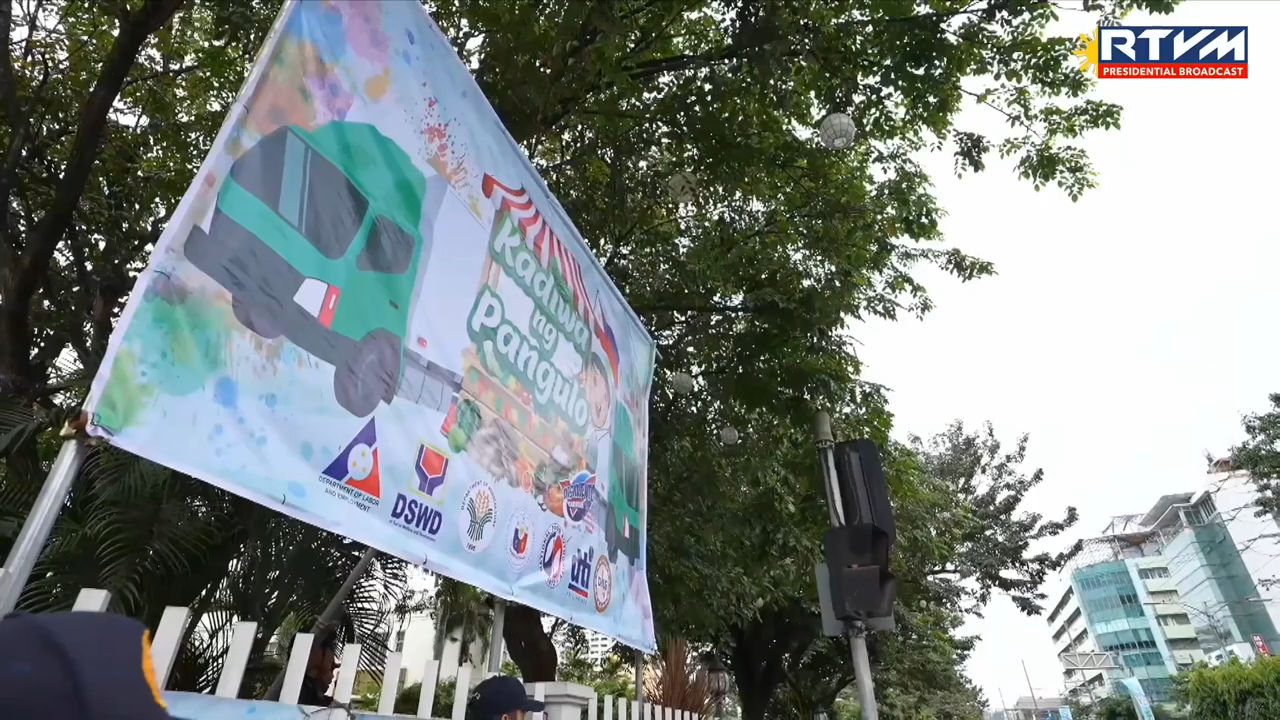 RTVM
PRESIDENTIAL BROADCAST
Kadiwa
ng
Pangulo
DEPARTMENT OF LABOR
AND EMPLOYMENT
DSWD
dti